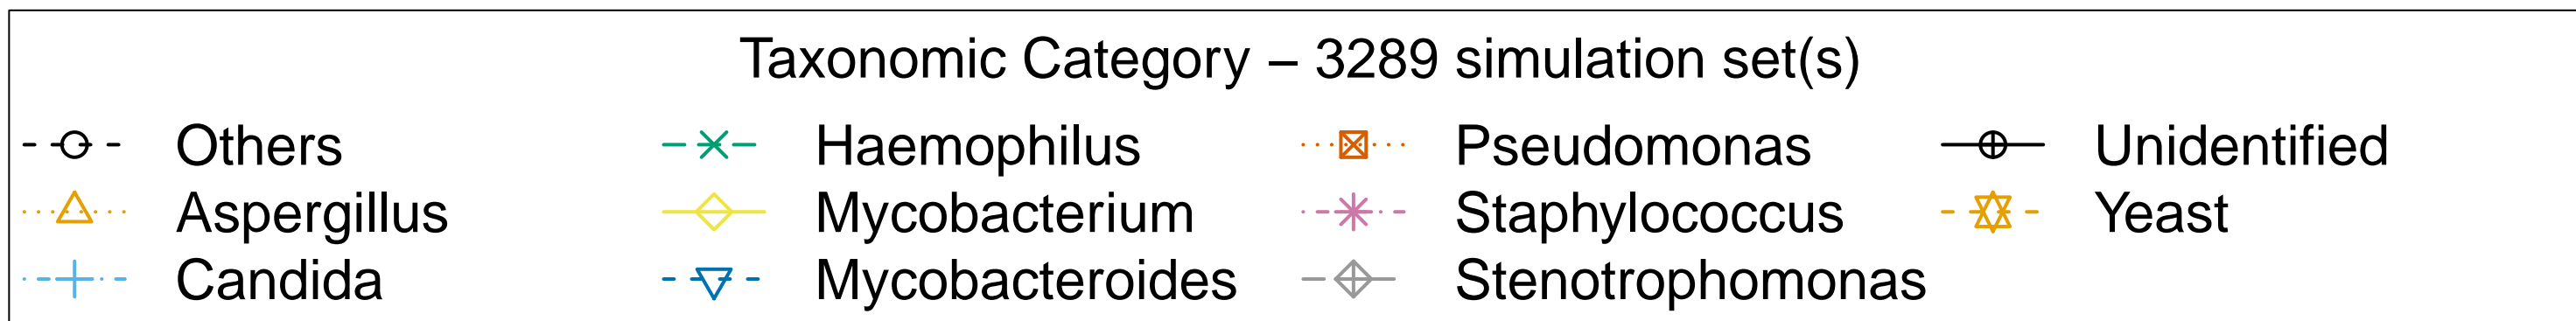 Taxonomic Category – 3289 simulation set(s)
Others Haemophilus Pseudomonas Unidentified
Aspergillus Mycobacterium Staphylococcus Yeast
Candida Mycobacteroides Stenotrophomonas